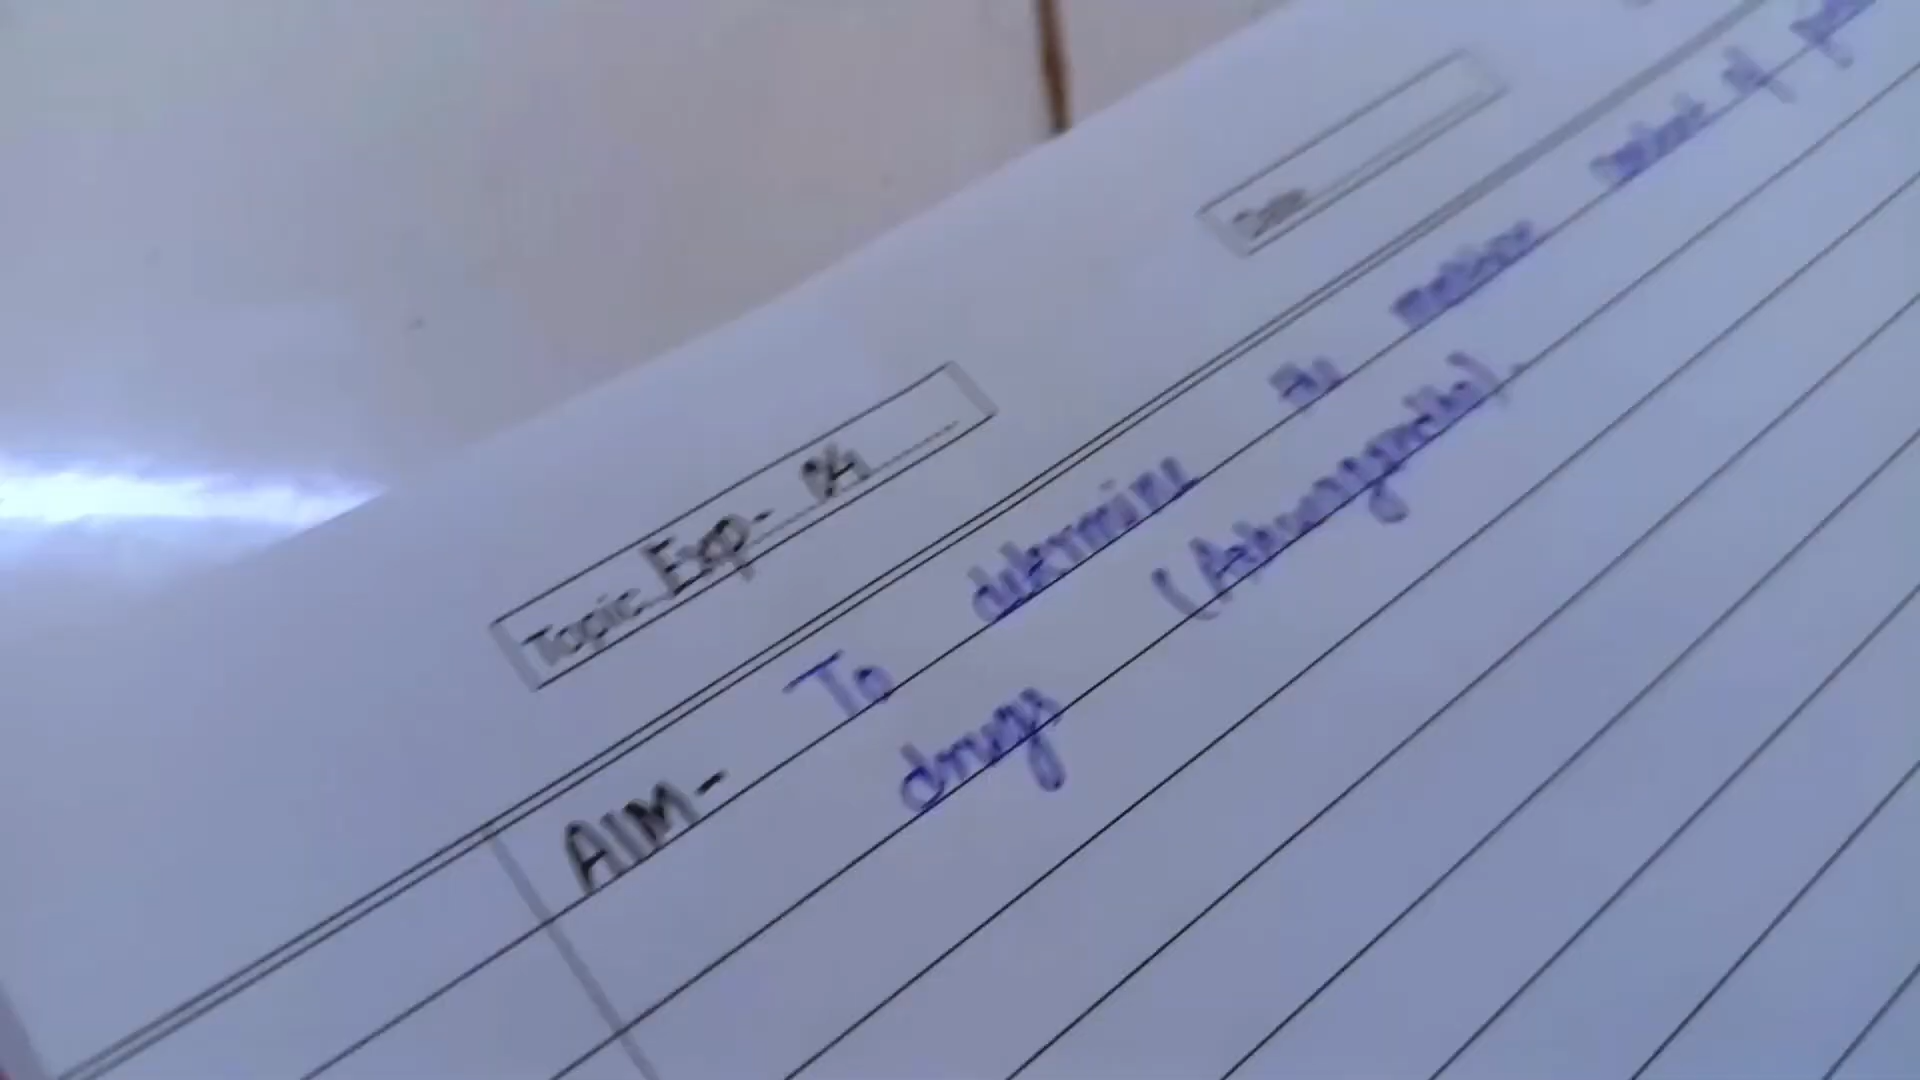 Topic Exp- 04
Date
AIM- To determine the moisture content of
drugs (Ashwagandha).